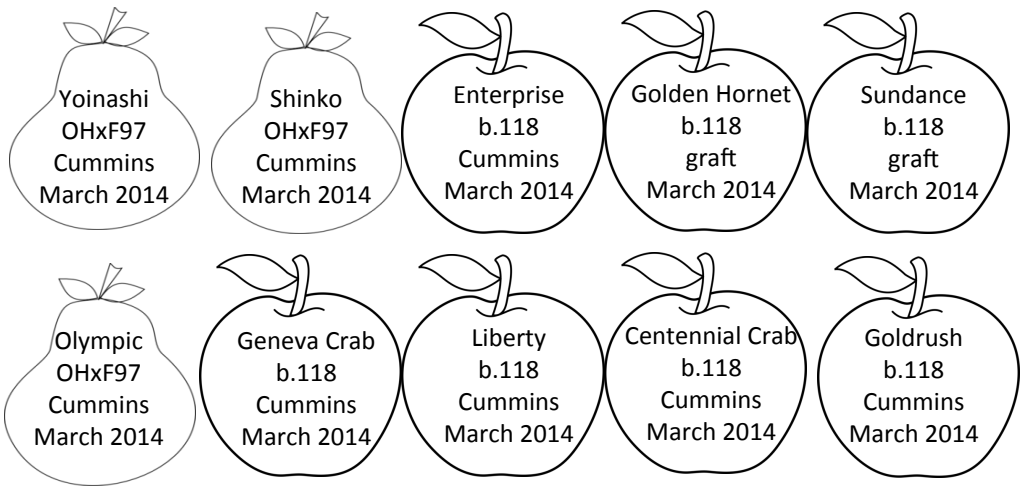 Yoinashi
OHxF97
Cummins
March 2014
Shinko
OHxF97
Cummins
March 2014
Enterprise
b.118
Cummins
March 2014
Golden Hornet
b.118
graft
March 2014
Sundance
b.118
graft
March 2014
Olympic
OHxF97
Cummins
March 2014
Geneva Crab
b.118
Cummins
March 2014
Liberty
b.118
Cummins
March 2014
Centennial Crab
b.118
Cummins
March 2014
Goldrush
b.118
Cummins
March 2014